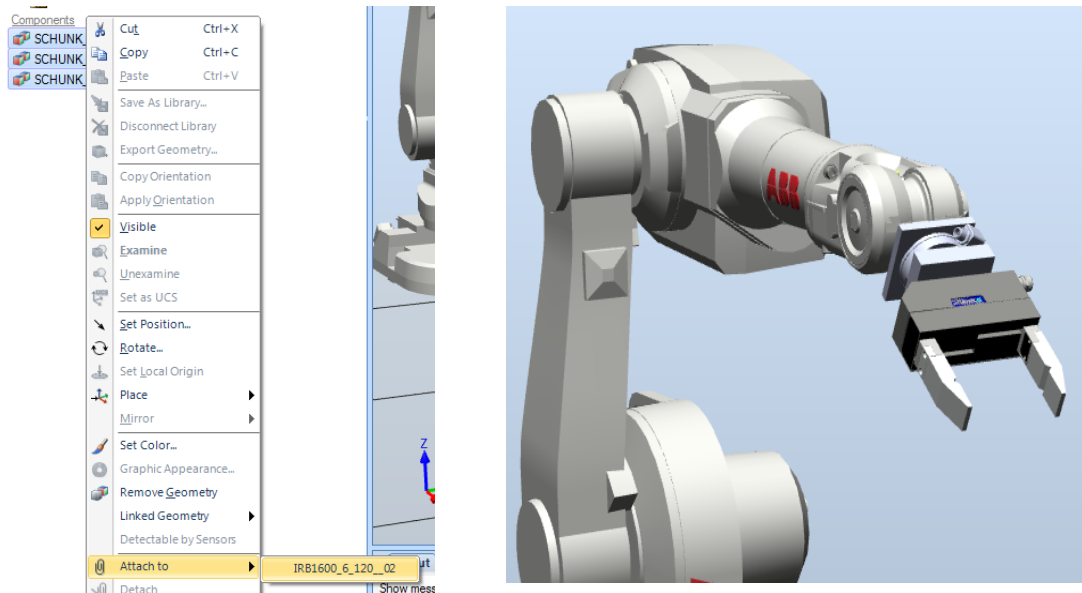 Components
SCHUNK_
SCHUNK_
SCHUNK_
Cut Ctrl+X
Copy Ctrl+C
Paste Ctrl+V
Save As Library...
Disconnect Library
Export Geometry...
Copy Orientation
Apply Orientation
Visible
Examine
Unexamine
Set as UCS
Set Position...
Rotate...
Set Local Origin
Place
Mirror
Set Color...
Graphic Appearance...
Remove Geometry
Linked Geometry
Detectable by Sensors
Attach to
IRB1600_6_120__02
ut
Detach
Show mess
Z
ABB